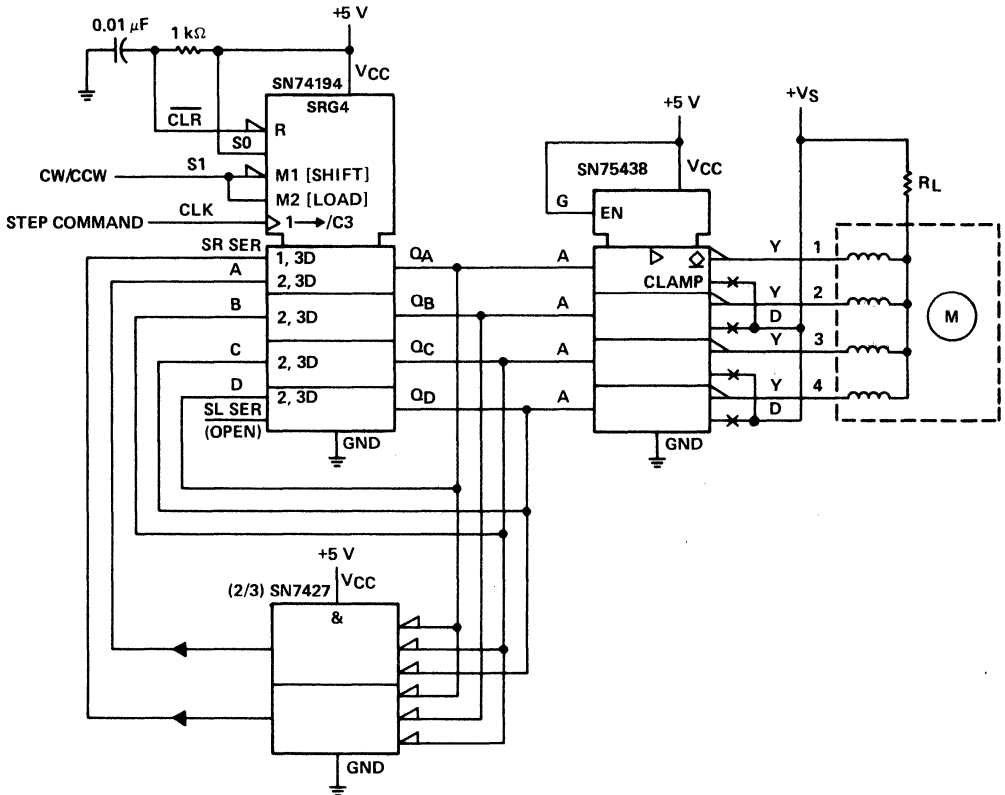 +5 V
0.01 μF
1 kΩ
VCC
SN74194
SRG4
CLR
R
S0
S1
CW/CCW
M1 [SHIFT]
M2 [LOAD]
STEP COMMAND
CLK
1 → /C3
SR SER
1, 3D
A
2, 3D
B
2, 3D
C
2, 3D
D
2, 3D
SL SER
(OPEN)
GND
QA
QB
QC
QD
+5 V
VCC
SN75438
G
EN
A
A
A
A
CLAMP
GND
+VS
RL
Y 1
Y 2
D
Y 3
Y 4
D
M
+5 V
VCC
(2/3) SN7427
&
GND